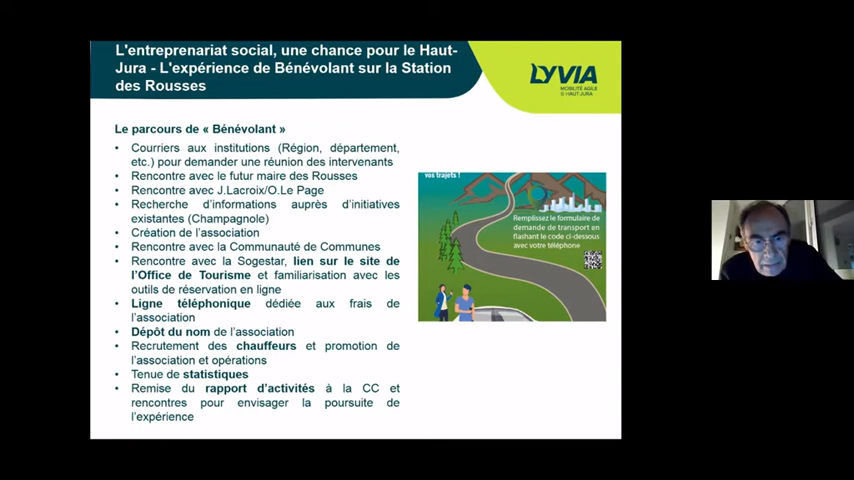 L'entreprenariat social, une chance pour le Haut-
Jura - L'expérience de Bénévolant sur la Station
des Rousses
LYVIA
MOBILITÉ AGILE
HAUT-JURA
Le parcours de « Bénévolant »
• Courriers aux institutions (Région, département,
etc.) pour demander une réunion des intervenants
• Rencontre avec le futur maire des Rousses
• Rencontre avec J.Lacroix/O.Le Page
• Recherche d'informations auprès d'initiatives
existantes (Champagnole)
• Création de l'association
• Rencontre avec la Communauté de Communes
• Rencontre avec la Sogestar, lien sur le site de
l'Office de Tourisme et familiarisation avec les
outils de réservation en ligne
• Ligne téléphonique dédiée aux frais de
l'association
• Dépôt du nom de l'association
• Recrutement des chauffeurs et promotion de
l'association et opérations
• Tenue de statistiques
• Remise du rapport d'activités à la CC et
rencontres pour envisager la poursuite de
l'expérience
vos trajets !
Remplissez le formulaire de
demande de transport en
flashant le code ci-dessous
avec votre téléphone